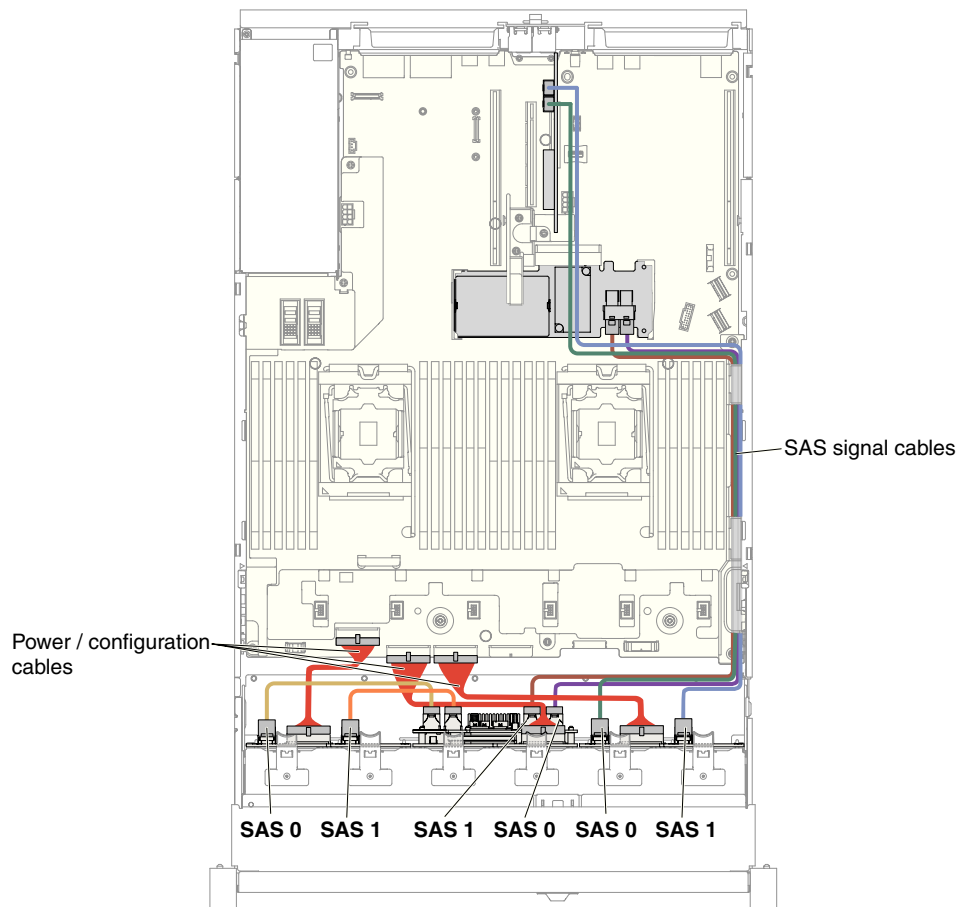 SAS signal cables
Power / configuration
cables
SAS 0 SAS 1 SAS 1 SAS 0 SAS 0 SAS 1